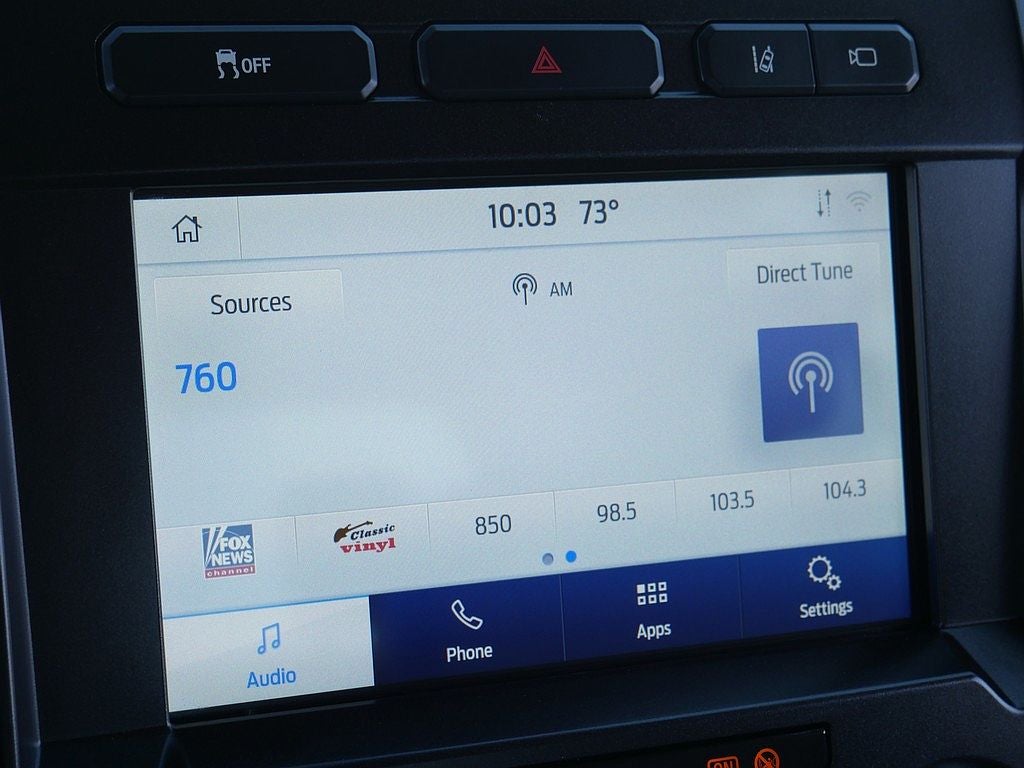 OFF
10:03 73°
Sources
AM
Direct Tune
760
FOX
NEWS
channel
Classic
vinyl
850
98.5
103.5
104.3
Audio
Phone
Apps
Settings
ON